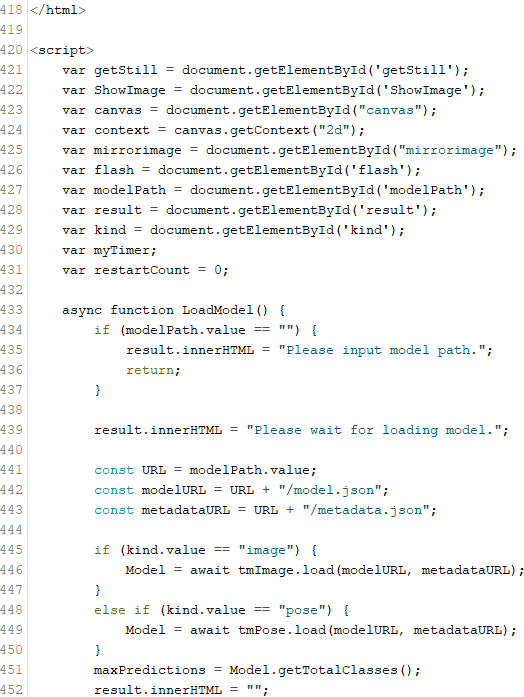 418 </html>
419
420 <script>
421     var getStill = document.getElementById('getStill');
422     var ShowImage = document.getElementById('ShowImage');
423     var canvas = document.getElementById("canvas");
424     var context = canvas.getContext("2d");
425     var mirrorimage = document.getElementById("mirrorimage");
426     var flash = document.getElementById('flash');
427     var modelPath = document.getElementById('modelPath');
428     var result = document.getElementById('result');
429     var kind = document.getElementById('kind');
430     var myTimer;
431     var restartCount = 0;
432
433     async function LoadModel() {
434         if (modelPath.value == "") {
435             result.innerHTML = "Please input model path.";
436             return;
437         }
438
439         result.innerHTML = "Please wait for loading model.";
440
441         const URL = modelPath.value;
442         const modelURL = URL + "/model.json";
443         const metadataURL = URL + "/metadata.json";
444
445         if (kind.value == "image") {
446             Model = await tmImage.load(modelURL, metadataURL);
447         }
448         else if (kind.value == "pose") {
449             Model = await tmPose.load(modelURL, metadataURL);
450         }
451         maxPredictions = Model.getTotalClasses();
452         result.innerHTML = "";